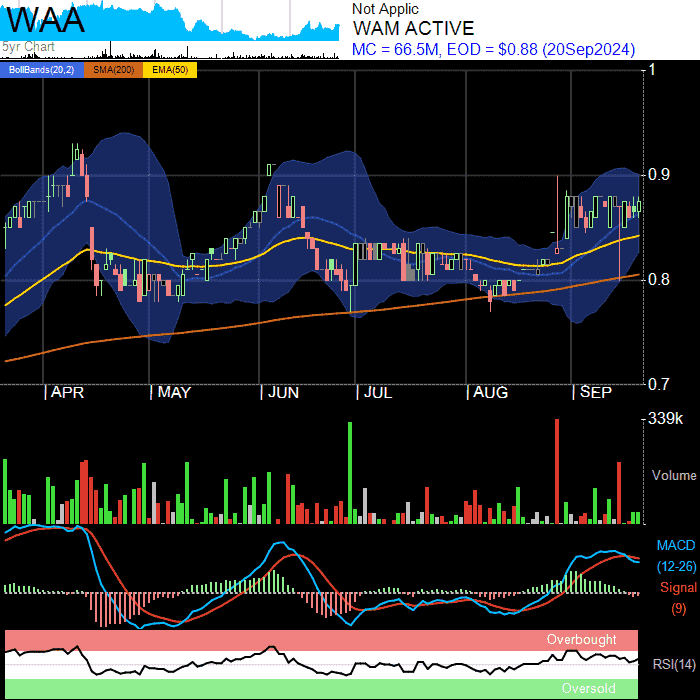 WAA
5yr Chart
Not Applic
WAM ACTIVE
MC = 66.5M, EOD = $0.88 (20Sep2024)
BollBands(20,2) SMA(200) EMA(50)
1
0.9
0.8
0.7
APR MAY JUN JUL AUG SEP
339k
Volume
MACD
(12-26)
Signal
(9)
Overbought
RSI(14)
Oversold